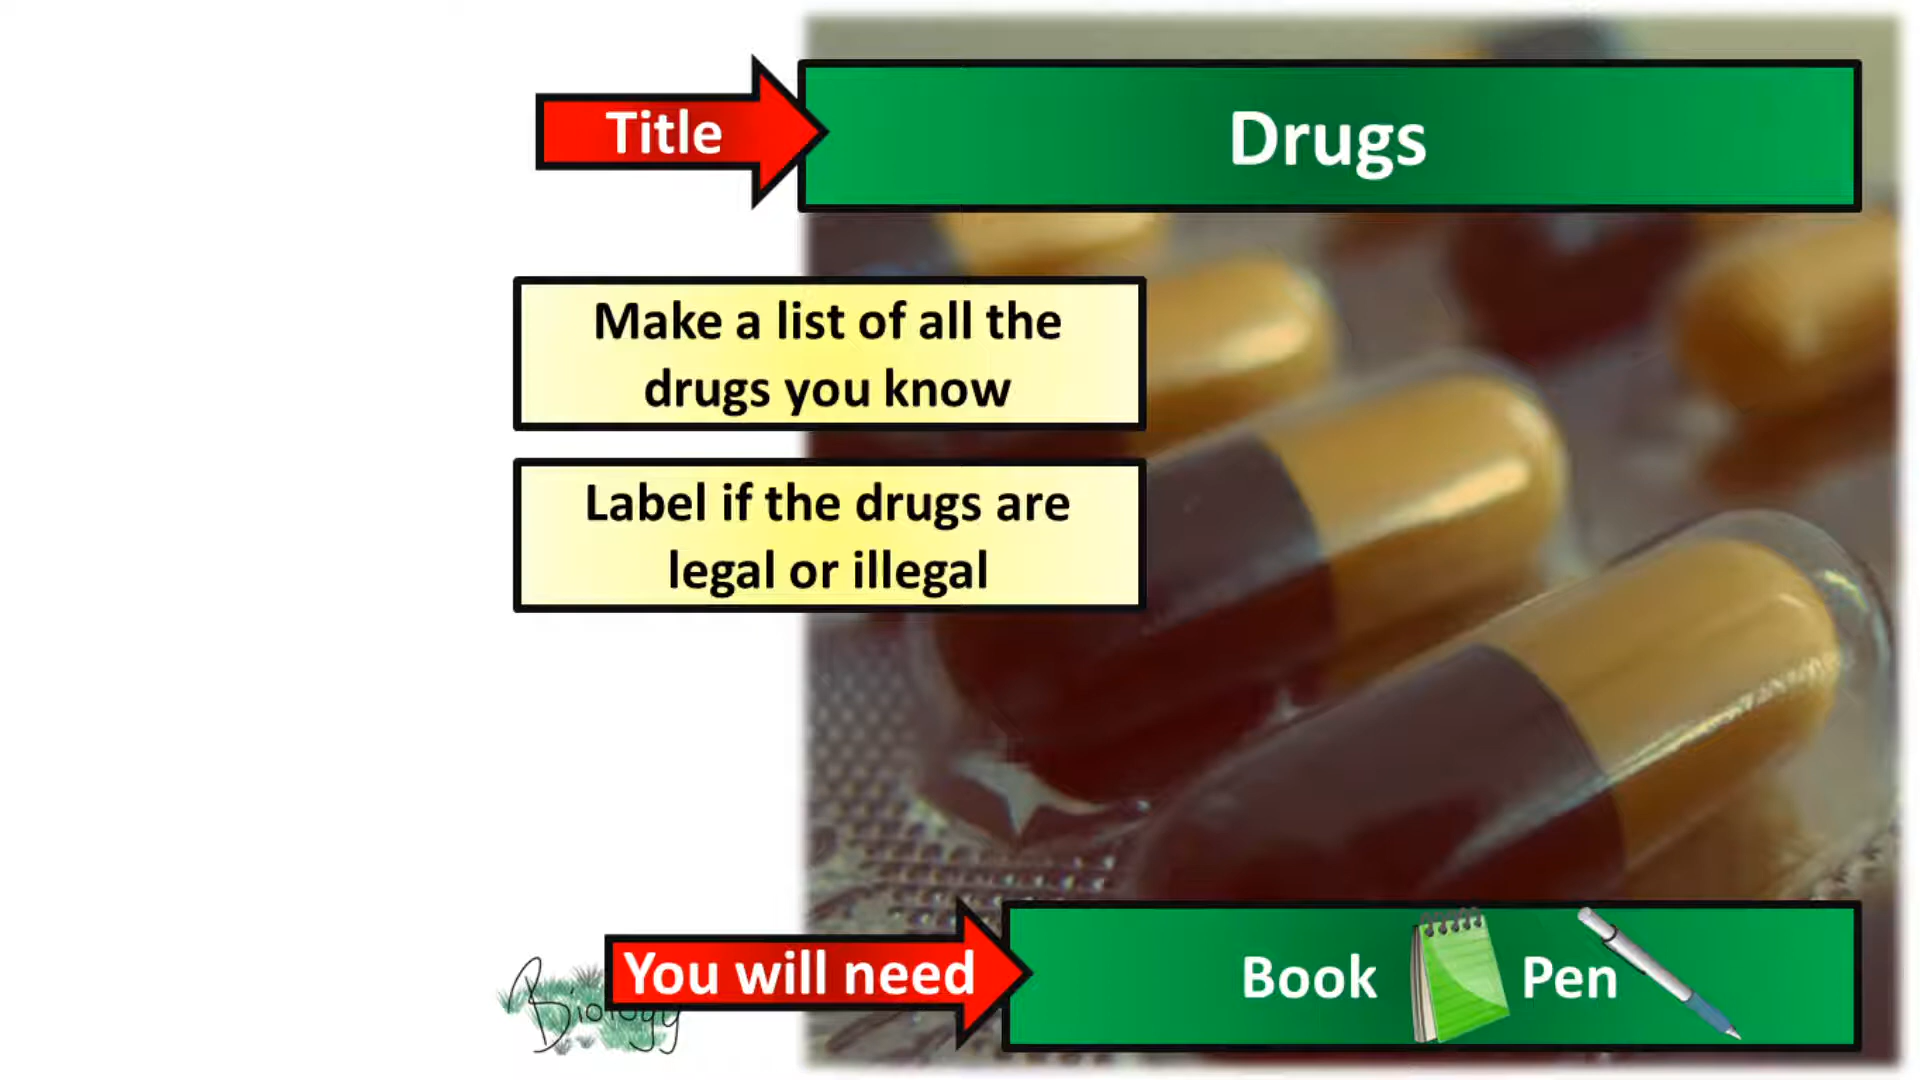 Title
Drugs
Make a list of all the
drugs you know
Label if the drugs are
legal or illegal
You will need
Book
Pen
Biology